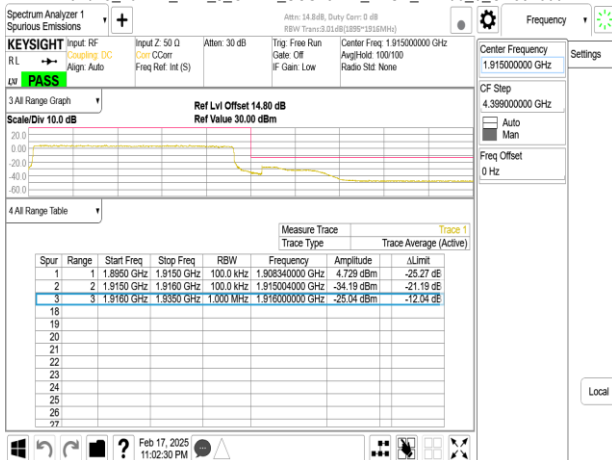 Spectrum Analyzer 1
Spurious Emissions
Attn: 14.8dB, Duty Corr: 0 dB
RBW Trans:3.01dB(1895~1916MHz)
Frequency
KEYSIGHT
Input: RF
Coupling: DC
Align: Auto
Input Z: 50 Ω
Corr CCorr
Freq Ref: Int (S)
Atten: 30 dB
Trig: Free Run
Gate: Off
IF Gain: Low
Center Freq: 1.915000000 GHz
Avg|Hold: 100/100
Radio Std: None
RL
LXI PASS
Center Frequency
1.915000000 GHz
Settings
CF Step
4.399000000 GHz
Auto
Man
Freq Offset
0 Hz
3 All Range Graph
Scale/Div 10.0 dB
Ref Lvl Offset 14.80 dB
Ref Value 30.00 dBm
20.0
0.00
-20.0
-40.0
-60.0
4 All Range Table
Measure Trace Trace 1
Trace Type Trace Average (Active)
Spur Range Start Freq Stop Freq RBW Frequency Amplitude ΔLimit
1 1 1.8950 GHz 1.9150 GHz 100.0 kHz 1.908340000 GHz 4.729 dBm -25.27 dB
2 2 1.9150 GHz 1.9160 GHz 100.0 kHz 1.915004000 GHz -34.19 dBm -21.19 dB
3 3 1.9160 GHz 1.9350 GHz 1.000 MHz 1.916000000 GHz -25.04 dBm -12.04 dB
18
19
20
21
22
23
24
25
26
27
Local
Feb 17, 2025
11:02:30 PM